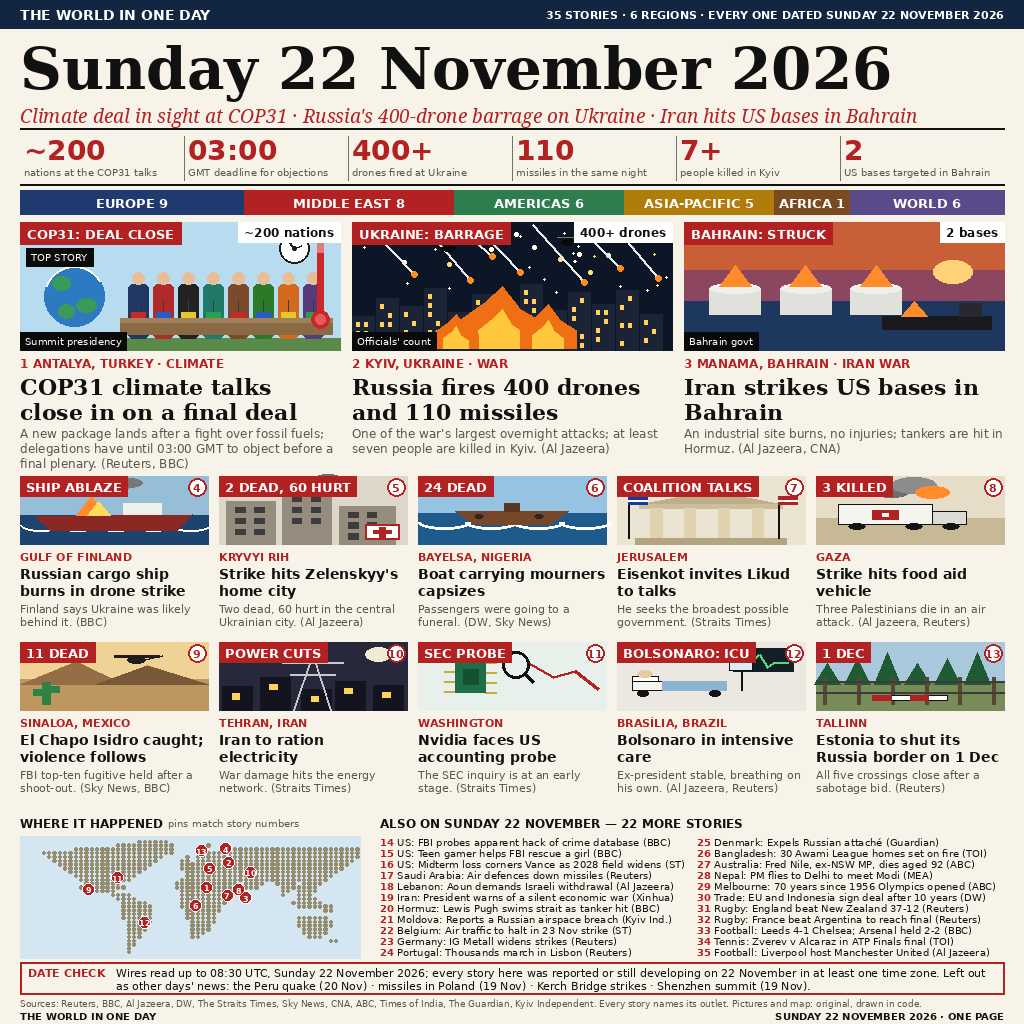 THE WORLD IN ONE DAY
35 STORIES · 6 REGIONS · EVERY ONE DATED SUNDAY 22 NOVEMBER 2026
Sunday 22 November 2026
Climate deal in sight at COP31 · Russia's 400-drone barrage on Ukraine · Iran hits US bases in Bahrain
~200
nations at the COP31 talks
03:00
GMT deadline for objections
400+
drones fired at Ukraine
110
missiles in the same night
7+
people killed in Kyiv
2
US bases targeted in Bahrain
EUROPE 9
MIDDLE EAST 8
AMERICAS 6
ASIA-PACIFIC 5
AFRICA 1
WORLD 6
COP31: DEAL CLOSE
~200 nations
TOP STORY
Summit presidency
1 ANTALYA, TURKEY · CLIMATE
COP31 climate talks
close in on a final deal
A new package lands after a fight over fossil fuels;
delegations have until 03:00 GMT to object before a
final plenary. (Reuters, BBC)
UKRAINE: BARRAGE
400+ drones
Officials' count
2 KYIV, UKRAINE · WAR
Russia fires 400 drones
and 110 missiles
One of the war's largest overnight attacks; at least
seven people are killed in Kyiv. (Al Jazeera)
BAHRAIN: STRUCK
2 bases
Bahrain govt
3 MANAMA, BAHRAIN · IRAN WAR
Iran strikes US bases in
Bahrain
An industrial site burns, no injuries; tankers are hit in
Hormuz. (Al Jazeera, CNA)
SHIP ABLAZE
4
GULF OF FINLAND
Russian cargo ship
burns in drone strike
Finland says Ukraine was likely
behind it. (BBC)
2 DEAD, 60 HURT
5
KRYVYI RIH
Strike hits Zelenskyy's
home city
Two dead, 60 hurt in the central
Ukrainian city. (Al Jazeera)
24 DEAD
6
BAYELSA, NIGERIA
Boat carrying mourners
capsizes
Passengers were going to a
funeral. (DW, Sky News)
COALITION TALKS
7
JERUSALEM
Eisenkot invites Likud
to talks
He seeks the broadest possible
government. (Straits Times)
3 KILLED
8
GAZA
Strike hits food aid
vehicle
Three Palestinians die in an air
attack. (Al Jazeera, Reuters)
11 DEAD
9
SINALOA, MEXICO
El Chapo Isidro caught;
violence follows
FBI top-ten fugitive held after a
shoot-out. (Sky News, BBC)
POWER CUTS
10
TEHRAN, IRAN
Iran to ration
electricity
War damage hits the energy
network. (Straits Times)
SEC PROBE
11
WASHINGTON
Nvidia faces US
accounting probe
The SEC inquiry is at an early
stage. (Straits Times)
BOLSONARO: ICU
12
BRASÍLIA, BRAZIL
Bolsonaro in intensive
care
Ex-president stable, breathing on
his own. (Al Jazeera, Reuters)
1 DEC
13
TALLINN
Estonia to shut its
Russia border on 1 Dec
All five crossings close after a
sabotage bid. (Reuters)
WHERE IT HAPPENED pins match story numbers
13
4
2
5
10
11
9
1
8
7
3
6
12
ALSO ON SUNDAY 22 NOVEMBER — 22 MORE STORIES
14 US: FBI probes apparent hack of crime database (BBC)
15 US: Teen gamer helps FBI rescue a girl (BBC)
16 US: Midterm loss corners Vance as 2028 field widens (ST)
17 Saudi Arabia: Air defences down missiles (Reuters)
18 Lebanon: Aoun demands Israeli withdrawal (Al Jazeera)
19 Iran: President warns of a silent economic war (Xinhua)
20 Hormuz: Lewis Pugh swims strait as tanker hit (BBC)
21 Moldova: Reports a Russian airspace breach (Kyiv Ind.)
22 Belgium: Air traffic to halt in 23 Nov strike (ST)
23 Germany: IG Metall widens strikes (Reuters)
24 Portugal: Thousands march in Lisbon (Reuters)
25 Denmark: Expels Russian attaché (Guardian)
26 Bangladesh: 30 Awami League homes set on fire (TOI)
27 Australia: Fred Nile, ex-NSW MP, dies aged 92 (ABC)
28 Nepal: PM flies to Delhi to meet Modi (MEA)
29 Melbourne: 70 years since 1956 Olympics opened (ABC)
30 Trade: EU and Indonesia sign deal after 10 years (DW)
31 Rugby: England beat New Zealand 37-12 (Reuters)
32 Rugby: France beat Argentina to reach final (Reuters)
33 Football: Leeds 4-1 Chelsea; Arsenal held 2-2 (BBC)
34 Tennis: Zverev v Alcaraz in ATP Finals final (TOI)
35 Football: Liverpool host Manchester United (Al Jazeera)
DATE CHECK Wires read up to 08:30 UTC, Sunday 22 November 2026; every story here was reported or still developing on 22 November in at least one time zone. Left out
as other days' news: the Peru quake (20 Nov) · missiles in Poland (19 Nov) · Kerch Bridge strikes · Shenzhen summit (19 Nov).
Sources: Reuters, BBC, Al Jazeera, DW, The Straits Times, Sky News, CNA, ABC, Times of India, The Guardian, Kyiv Independent. Every story names its outlet. Pictures and map: original, drawn in code.
THE WORLD IN ONE DAY
SUNDAY 22 NOVEMBER 2026 · ONE PAGE